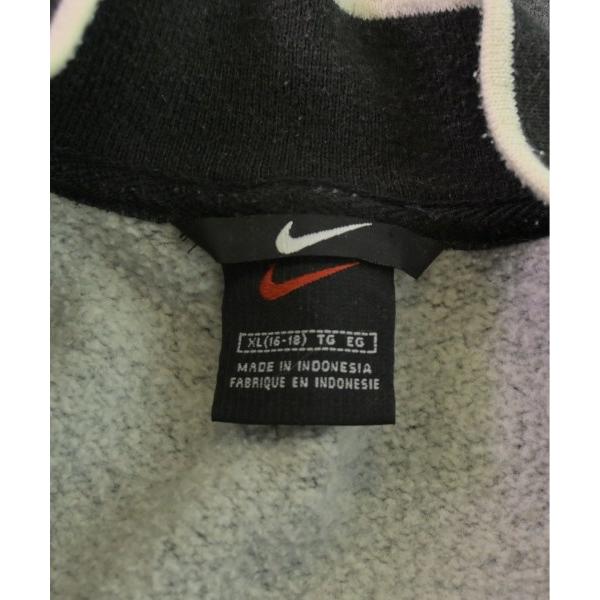 XL(16-18) TG EG
MADE IN INDONESIA
FABRIQUE EN INDONESIE